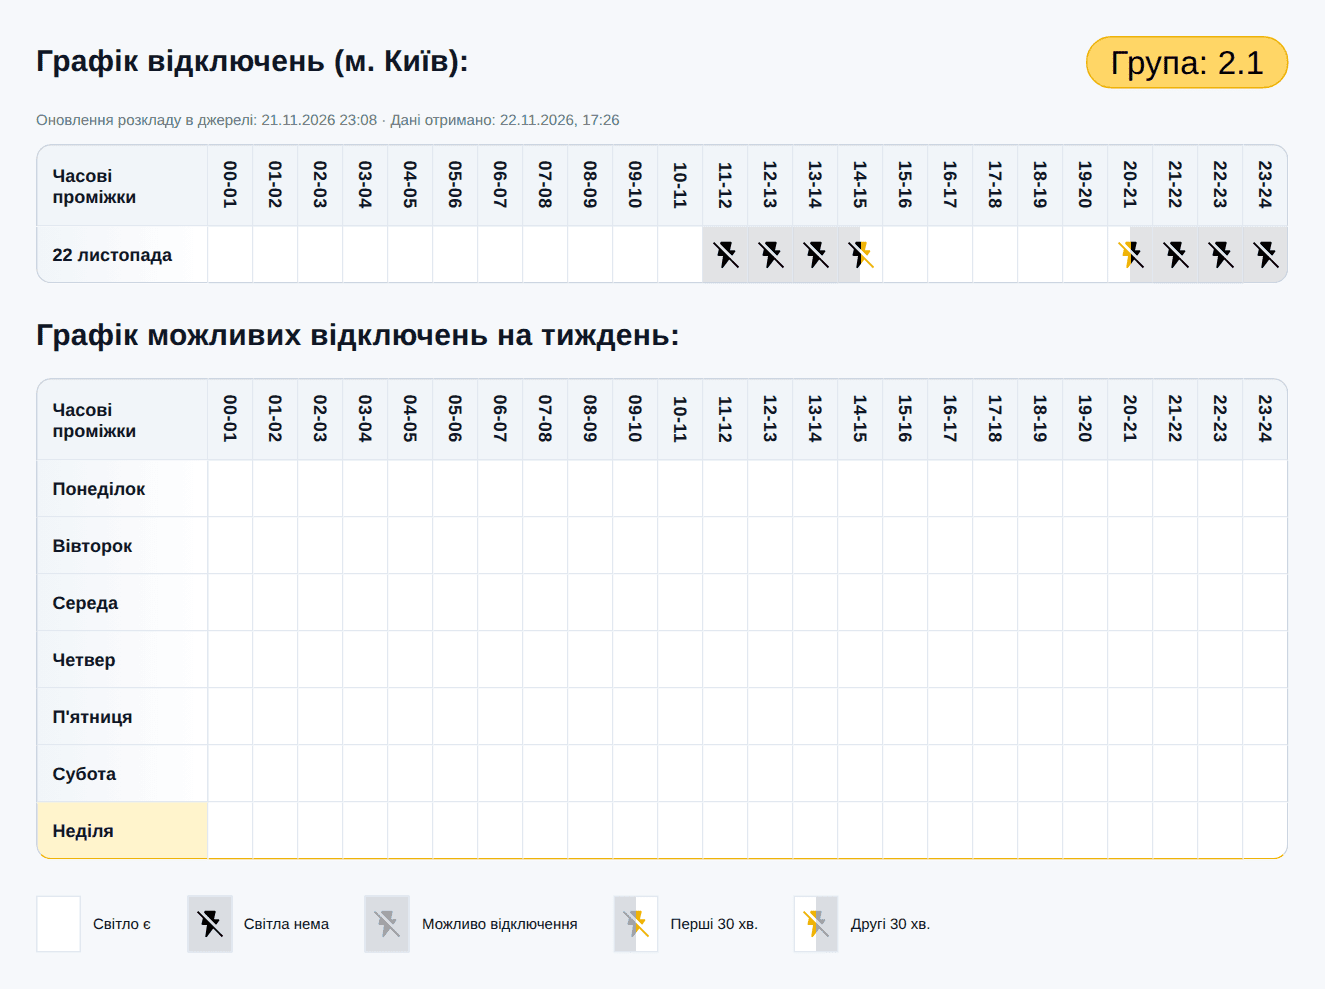 Графік відключень (м. Київ):
Група: 2.1
Оновлення розкладу в джерелі: 21.11.2026 23:08 · Дані отримано: 22.11.2026, 17:26
Часові
проміжки
00-01 01-02 02-03 03-04 04-05 05-06 06-07 07-08 08-09 09-10 10-11 11-12 12-13 13-14 14-15 15-16 16-17 17-18 18-19 19-20 20-21 21-22 22-23 23-24
22 листопада
Графік можливих відключень на тиждень:
Часові
проміжки
00-01 01-02 02-03 03-04 04-05 05-06 06-07 07-08 08-09 09-10 10-11 11-12 12-13 13-14 14-15 15-16 16-17 17-18 18-19 19-20 20-21 21-22 22-23 23-24
Понеділок
Вівторок
Середа
Четвер
П'ятниця
Субота
Неділя
Світло є
Світла нема
Можливо відключення
Перші 30 хв.
Другі 30 хв.